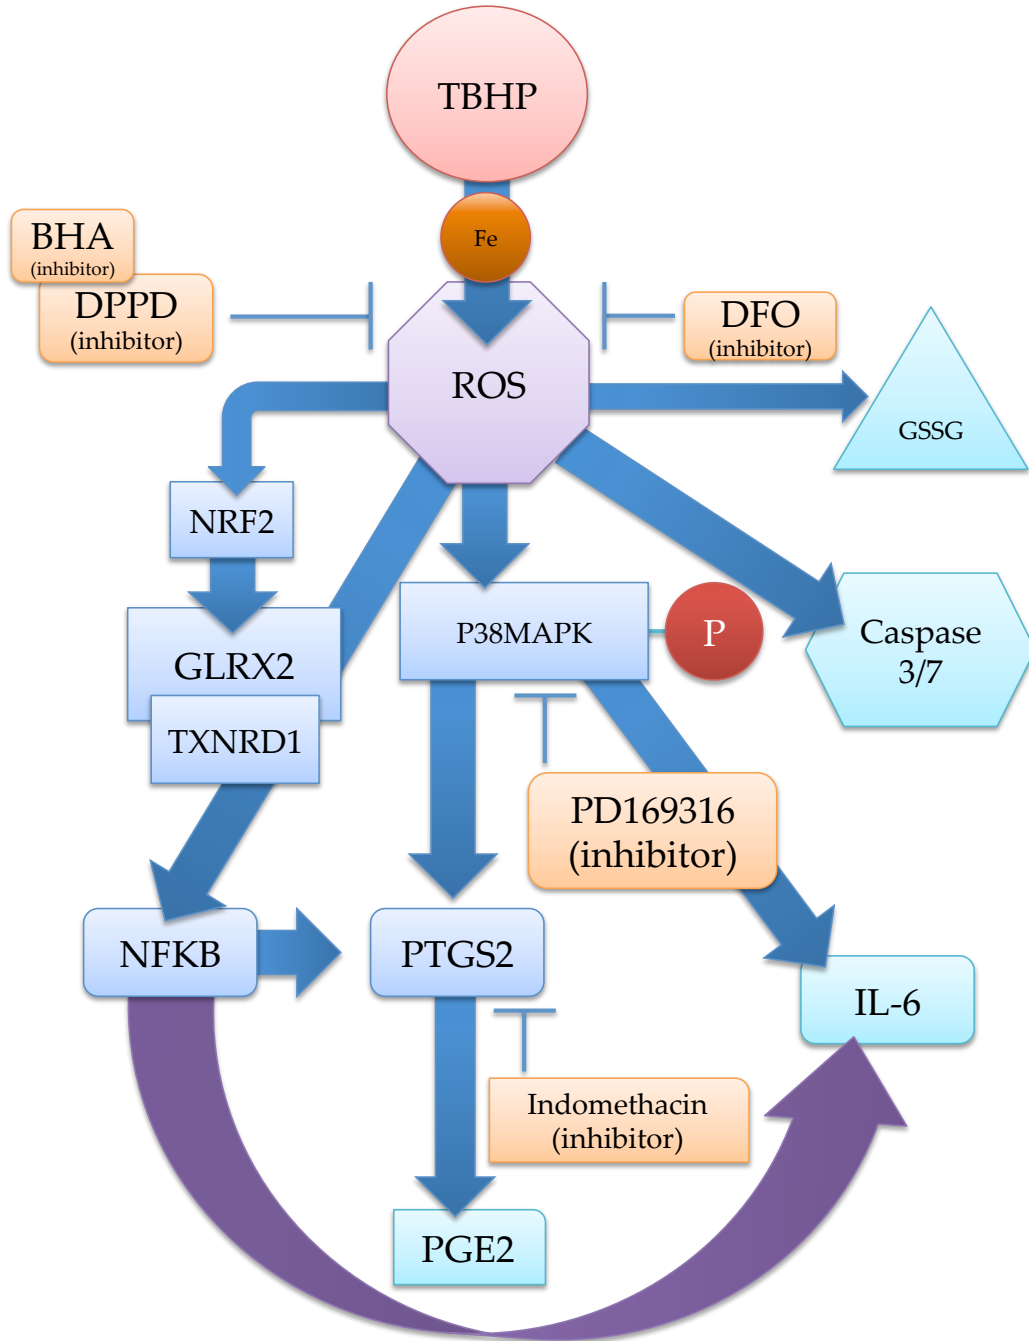 TBHP
Fe
BHA
(inhibitor)
DPPD
(inhibitor)
DFO
(inhibitor)
ROS
GSSG
NRF2
P38MAPK
P
Caspase
3/7
GLRX2
TXNRD1
PD169316
(inhibitor)
NFKB
PTGS2
IL-6
Indomethacin
(inhibitor)
PGE2